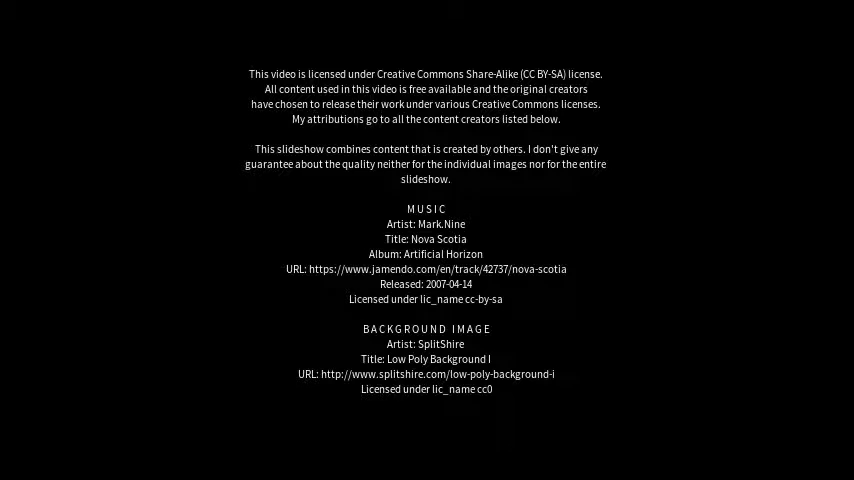 This video is licensed under Creative Commons Share-Alike (CC BY-SA) license.
All content used in this video is free available and the original creators
have chosen to release their work under various Creative Commons licenses.
My attributions go to all the content creators listed below.
This slideshow combines content that is created by others. I don't give any
guarantee about the quality neither for the individual images nor for the entire
slideshow.
MUSIC
Artist: Mark.Nine
Title: Nova Scotia
Album: Artificial Horizon
URL: https://www.jamendo.com/en/track/42737/nova-scotia
Released: 2007-04-14
Licensed under lic_name cc-by-sa
BACKGROUND IMAGE
Artist: SplitShire
Title: Low Poly Background I
URL: http://www.splitshire.com/low-poly-background-i
Licensed under lic_name cc0